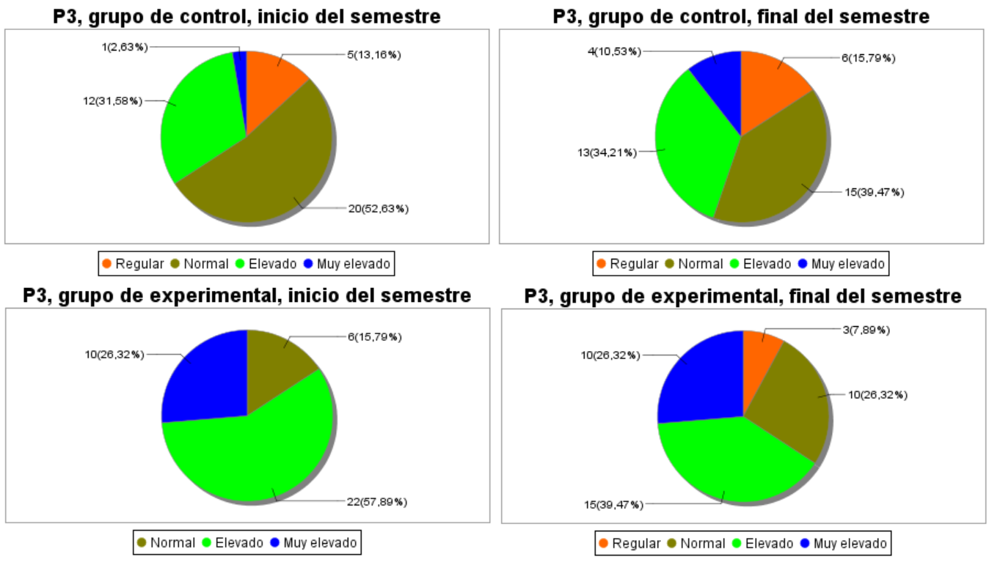 P3, grupo de control, inicio del semestre
1(2,63%)
5(13,16%)
12(31,58%)
20(52,63%)
Regular Normal Elevado Muy elevado
P3, grupo de control, final del semestre
4(10,53%)
6(15,79%)
13(34,21%)
15(39,47%)
Regular Normal Elevado Muy elevado
P3, grupo de experimental, inicio del semestre
6(15,79%)
10(26,32%)
22(57,89%)
Normal Elevado Muy elevado
P3, grupo de experimental, final del semestre
3(7,89%)
10(26,32%)
10(26,32%)
15(39,47%)
Regular Normal Elevado Muy elevado